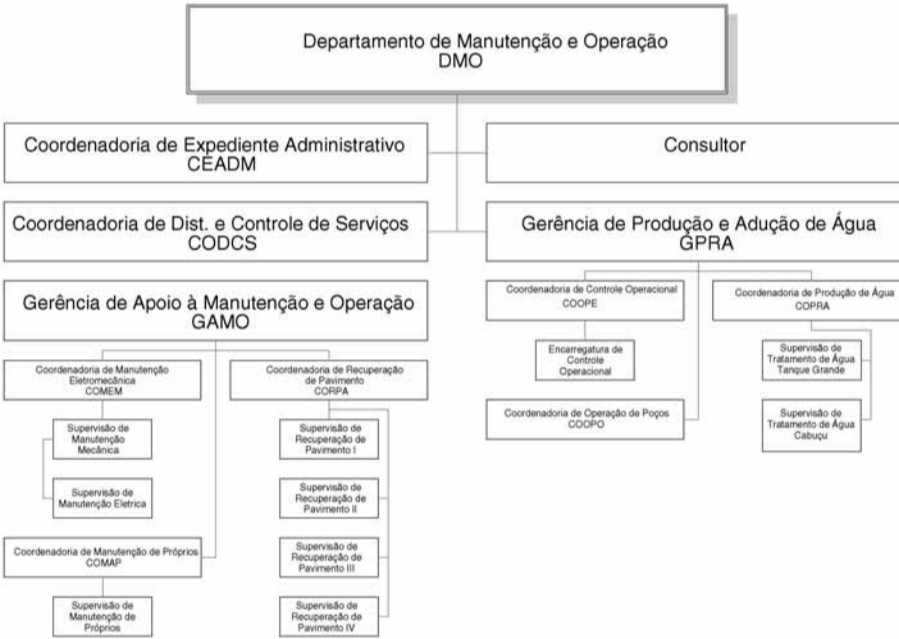 Departamento de Manutenção e Operação
DMO
Coordenadoria de Expediente Administrativo
CEADM
Consultor
Coordenadoria de Dist. e Controle de Serviços
CODCS
Gerência de Produção e Adução de Água
GPRA
Gerência de Apoio à Manutenção e Operação
GAMO
Coordenadoria de Manutenção
Eletromecânica
COMEM
Supervisão de
Manutenção
Mecânica
Supervisão de
Manutenção Eletrica
Coordenadoria de Manutenção de Próprios
COMAP
Supervisão de
Manutenção de
Próprios
Coordenadoria de Recuperação
de Pavimento
CORPA
Supervisão de
Recuperação de
Pavimento I
Supervisão de
Recuperação de
Pavimento II
Supervisão de
Recuperação de
Pavimento III
Supervisão de
Recuperação de
Pavimento IV
Coordenadoria de Controle Operacional
COOPE
Encarregatura de
Controle
Operacional
Coordenadoria de Operação de Poços
COOPO
Coordenadoria de Produção de Água
COPRA
Supervisão de
Tratamento de Água
Tanque Grande
Supervisão de
Tratamento de Água
Cabuçu